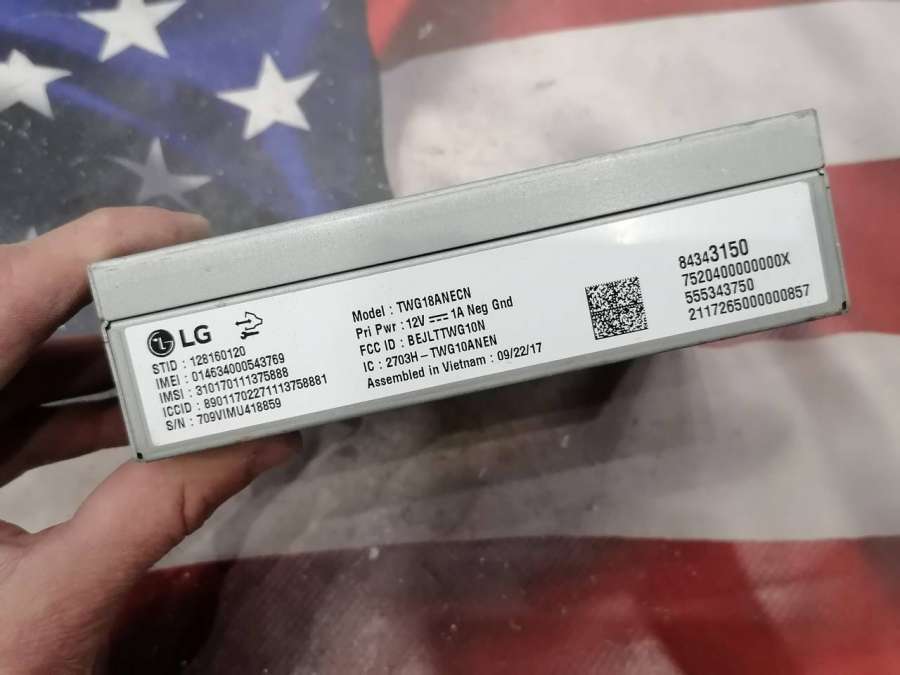 LG
STID : 128160120
IMEI : 014634000543769
IMSI : 310170111375888
ICCID : 89011702271113758881
S/N : 709VIMU418859
Model : TWG18ANECN
Pri Pwr : 12V ⎓ 1A Neg Gnd
FCC ID : BEJLTTWG10N
IC : 2703H-TWG10ANEN
Assembled in Vietnam : 09/22/17
84343150
7520400000000X
555343750
2117265000000857